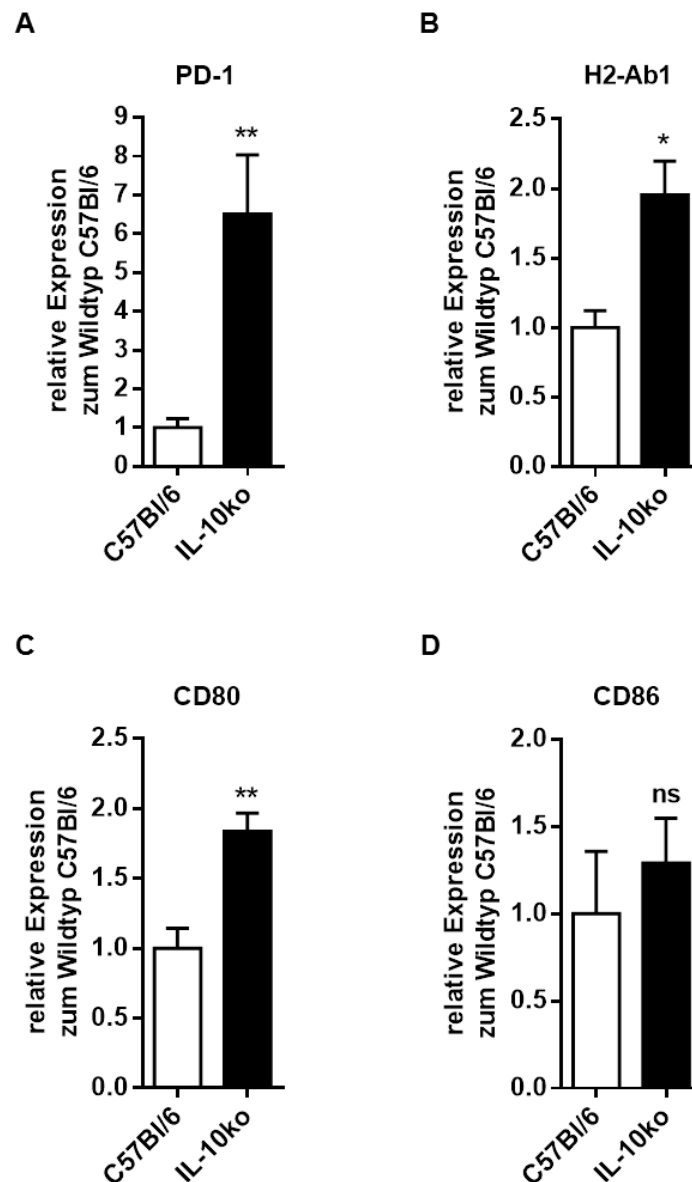 A
PD-1
relative Expression
zum Wildtyp C57Bl/6
9
8
7
6
5
4
3
2
1
0
**
C57Bl/6
IL-10ko
B
H2-Ab1
relative Expression
zum Wildtyp C57Bl/6
2.5
2.0
1.5
1.0
0.5
0.0
*
C57Bl/6
IL-10ko
C
CD80
relative Expression
zum Wildtyp C57Bl/6
2.5
2.0
1.5
1.0
0.5
0.0
**
C57Bl/6
IL-10ko
D
CD86
relative Expression
zum Wildtyp C57Bl/6
2.0
1.5
1.0
0.5
0.0
ns
C57Bl/6
IL-10ko